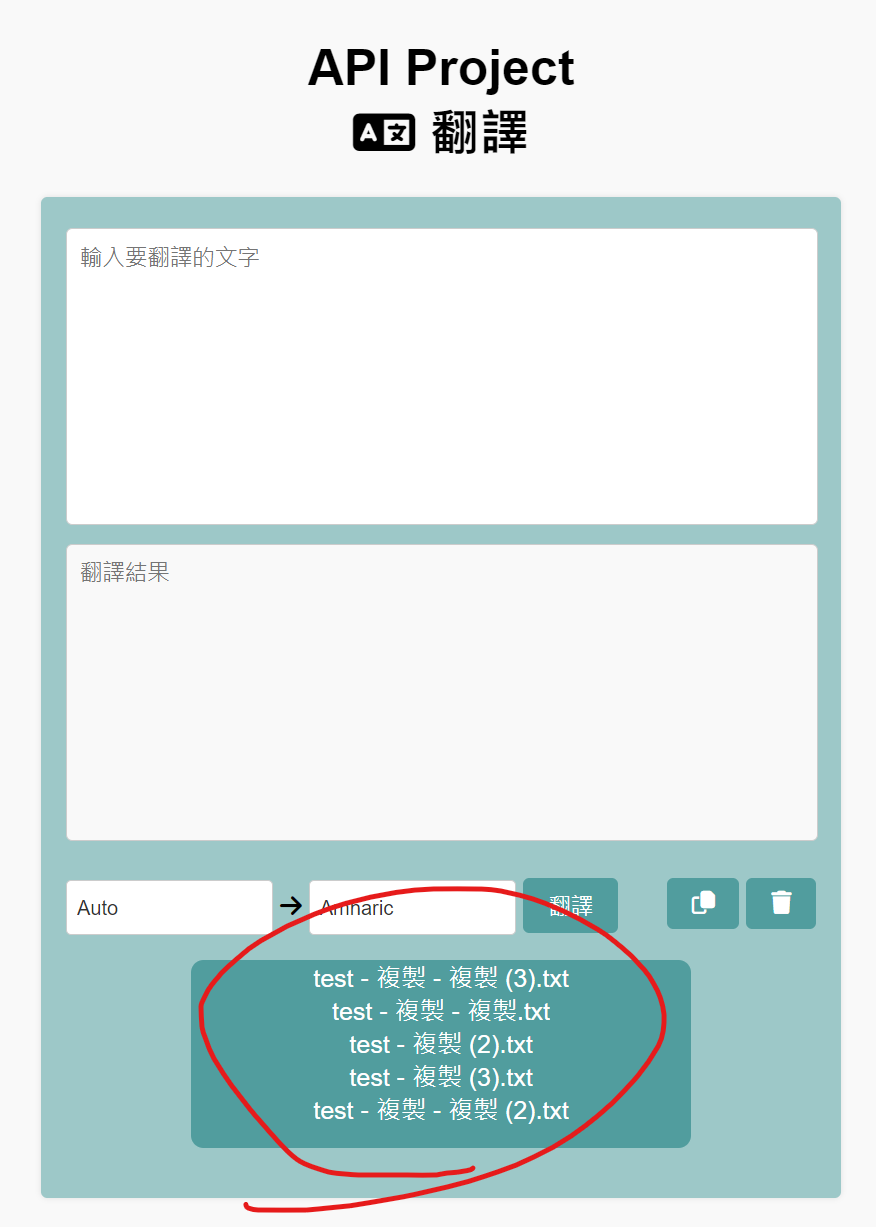 API Project
翻譯
輸入要翻譯的文字
翻譯結果
Auto
Amharic
翻譯
test - 複製 - 複製 (3).txt
test - 複製 - 複製.txt
test - 複製 (2).txt
test - 複製 (3).txt
test - 複製 - 複製 (2).txt